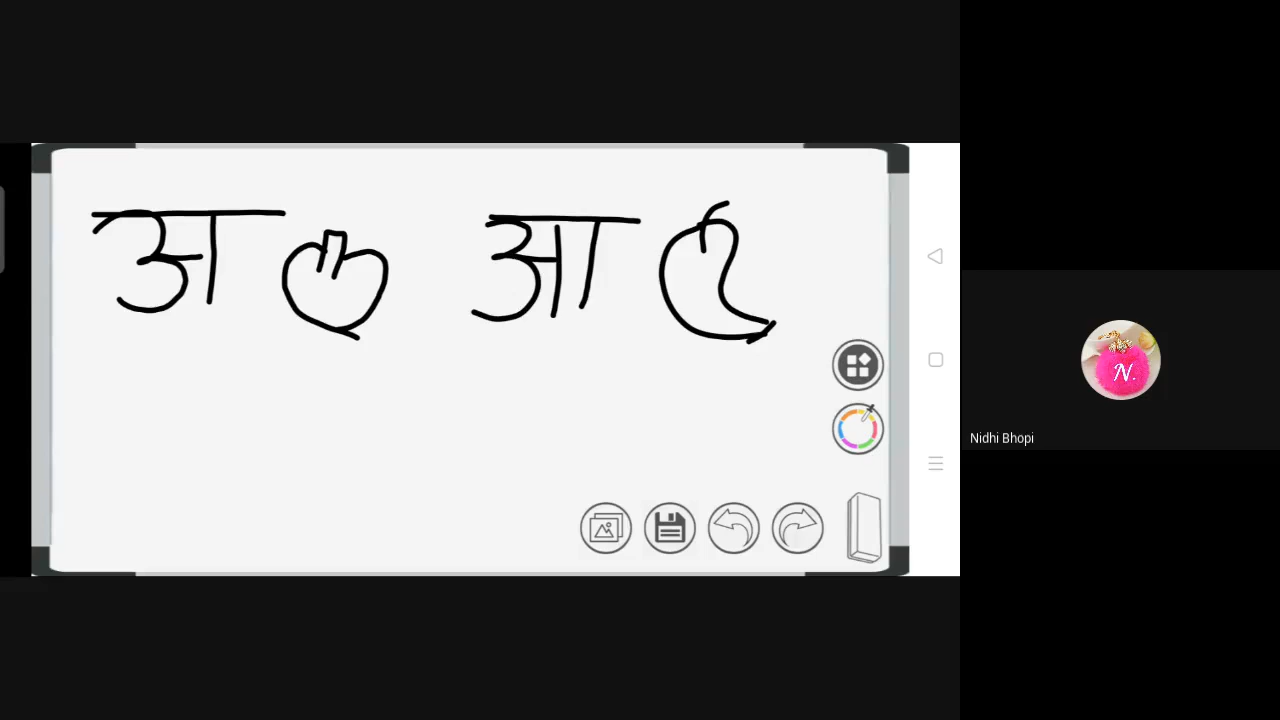 अ आ
N.
Nidhi Bhopi